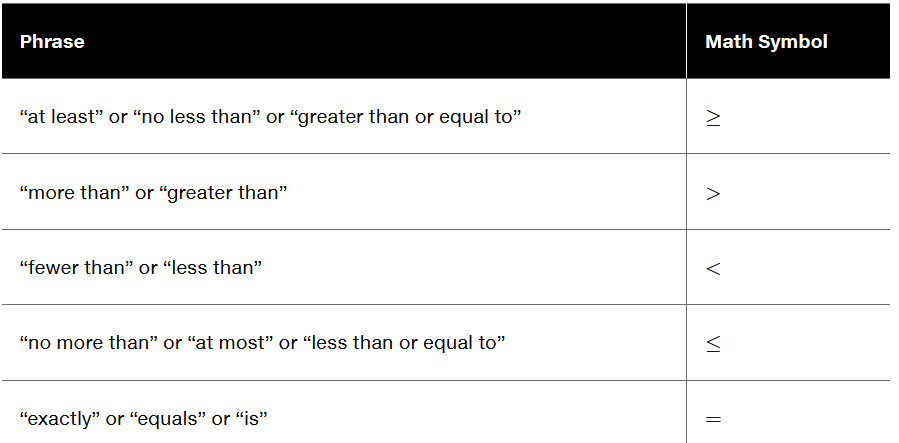 Phrase Math Symbol
“at least” or “no less than” or “greater than or equal to” ≥
“more than” or “greater than” >
“fewer than” or “less than” <
“no more than” or “at most” or “less than or equal to” ≤
“exactly” or “equals” or “is” =